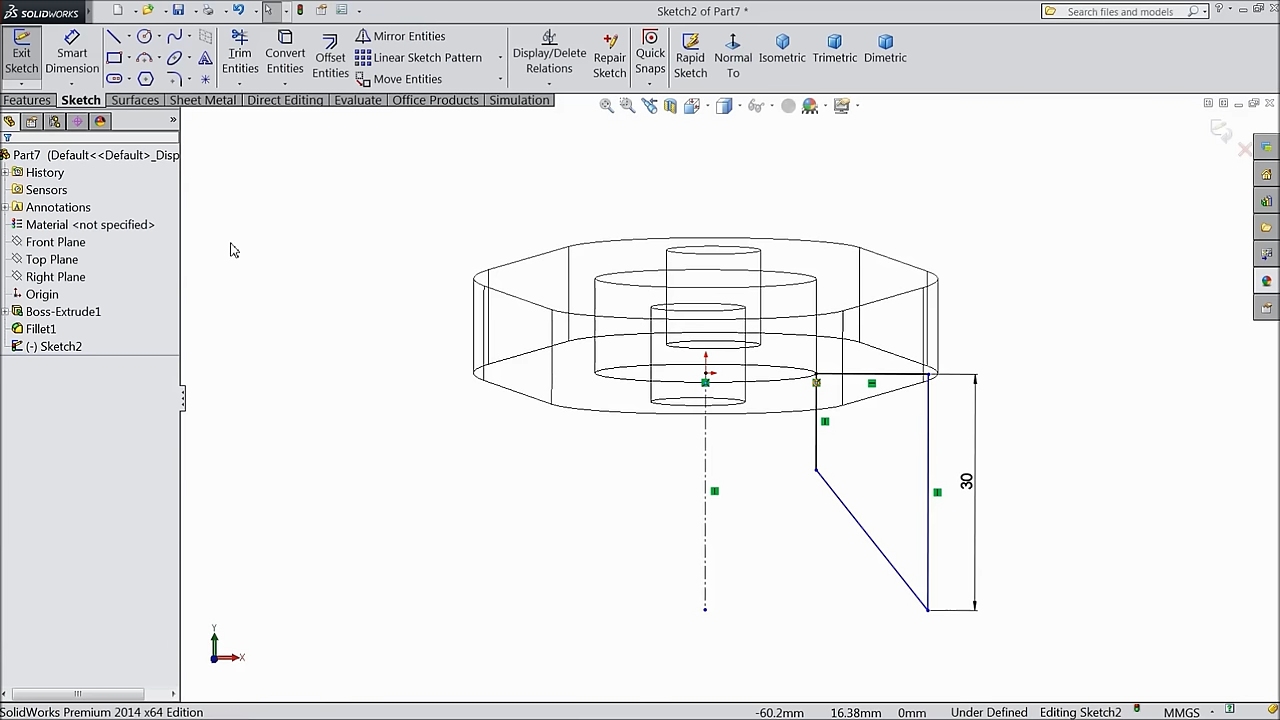 SOLIDWORKS
Sketch2 of Part7 *
Search files and models
Exit Sketch
Smart Dimension
Trim Entities
Convert Entities
Offset Entities
Mirror Entities
Linear Sketch Pattern
Move Entities
Display/Delete Relations
Repair Sketch
Quick Snaps
Rapid Sketch
Normal To
Isometric
Trimetric
Dimetric
Features Sketch Surfaces Sheet Metal Direct Editing Evaluate Office Products Simulation
Part7 (Default<<Default>_Disp
History
Sensors
Annotations
Material <not specified>
Front Plane
Top Plane
Right Plane
Origin
Boss-Extrude1
Fillet1
(-) Sketch2
30
Y
X
SolidWorks Premium 2014 x64 Edition
-60.2mm 16.38mm 0mm Under Defined Editing Sketch2 MMGS